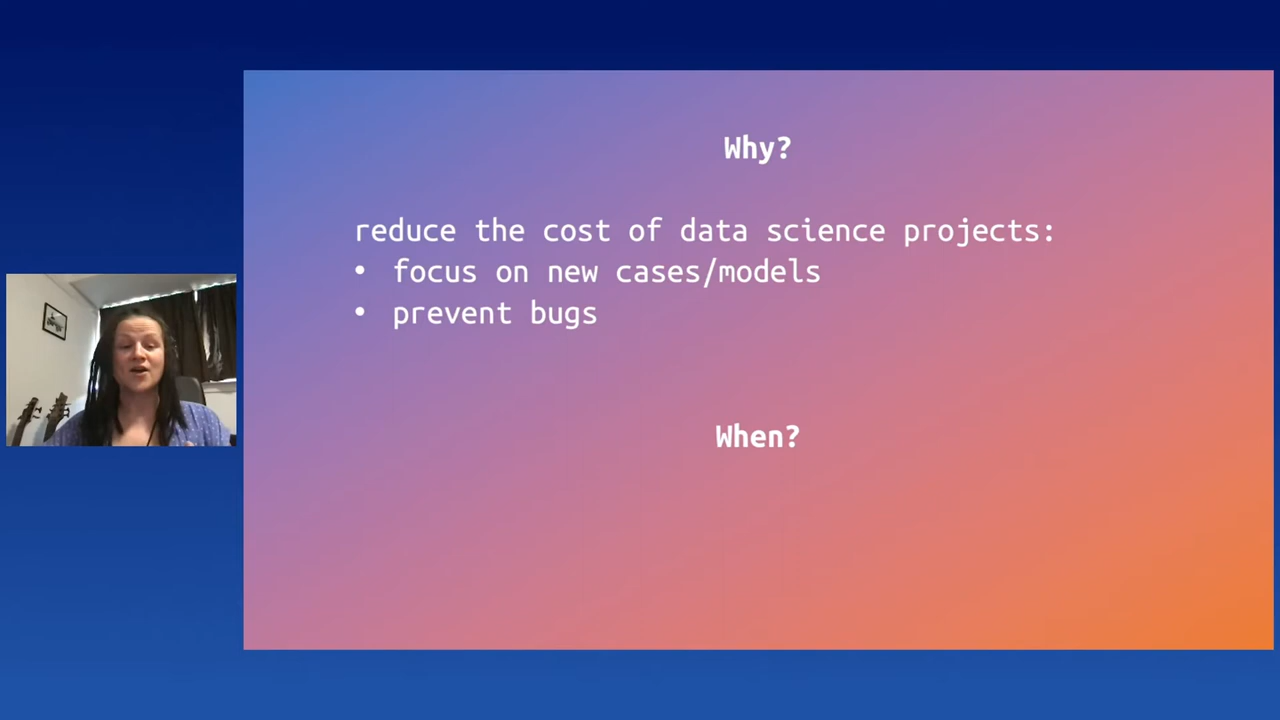 Why?
reduce the cost of data science projects:
• focus on new cases/models
• prevent bugs
When?